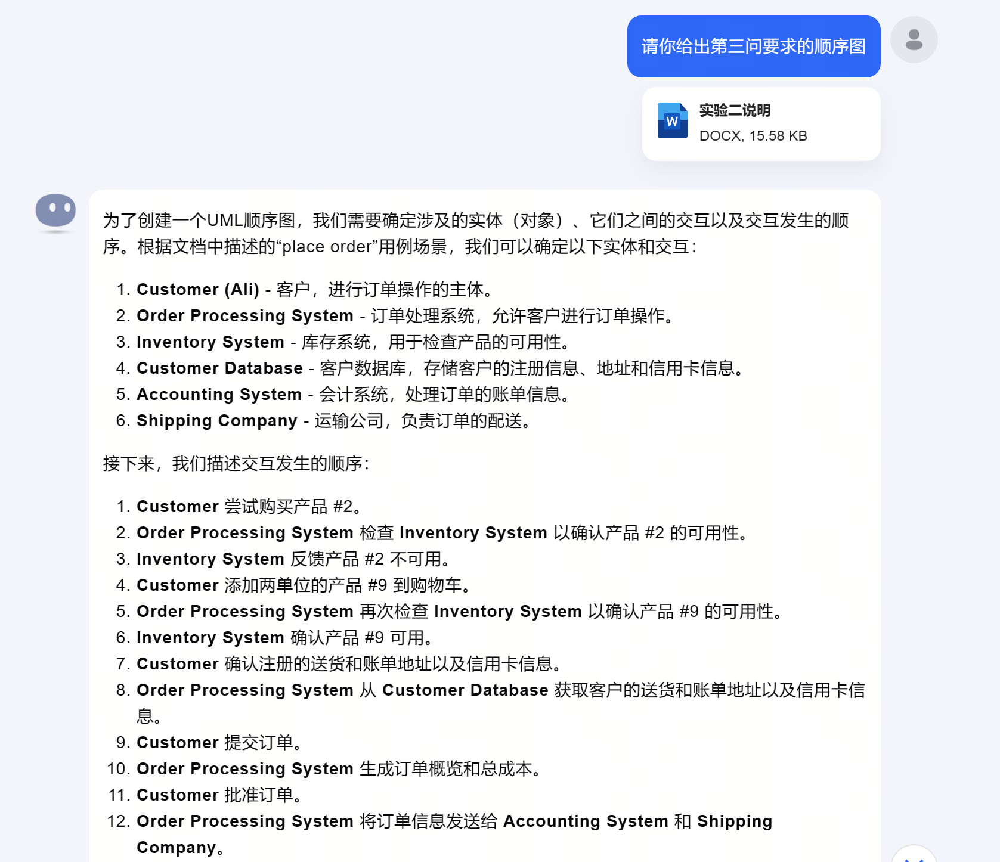 请你给出第三问要求的顺序图
W
实验二说明
DOCX, 15.58 KB
为了创建一个UML顺序图，我们需要确定涉及的实体（对象）、它们之间的交互以及交互发生的顺
序。根据文档中描述的“place order”用例场景，我们可以确定以下实体和交互：
1. Customer (Ali) - 客户，进行订单操作的主体。
2. Order Processing System - 订单处理系统，允许客户进行订单操作。
3. Inventory System - 库存系统，用于检查产品的可用性。
4. Customer Database - 客户数据库，存储客户的注册信息、地址和信用卡信息。
5. Accounting System - 会计系统，处理订单的账单信息。
6. Shipping Company - 运输公司，负责订单的配送。
接下来，我们描述交互发生的顺序：
1. Customer 尝试购买产品 #2。
2. Order Processing System 检查 Inventory System 以确认产品 #2 的可用性。
3. Inventory System 反馈产品 #2 不可用。
4. Customer 添加两单位的产品 #9 到购物车。
5. Order Processing System 再次检查 Inventory System 以确认产品 #9 的可用性。
6. Inventory System 确认产品 #9 可用。
7. Customer 确认注册的送货和账单地址以及信用卡信息。
8. Order Processing System 从 Customer Database 获取客户的送货和账单地址以及信用卡信
息。
9. Customer 提交订单。
10. Order Processing System 生成订单概览和总成本。
11. Customer 批准订单。
12. Order Processing System 将订单信息发送给 Accounting System 和 Shipping
Company。